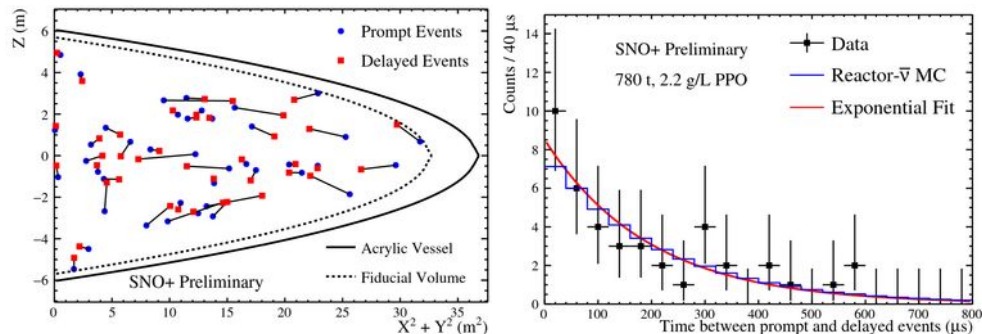 Z (m)
6
4
2
0
−2
−4
−6
Prompt Events
Delayed Events
Acrylic Vessel
Fiducial Volume
SNO+ Preliminary
0 5 10 15 20 25 30 35
X² + Y² (m²)
Counts / 40 μs
14
12
10
8
6
4
2
0
SNO+ Preliminary
780 t, 2.2 g/L PPO
Data
Reactor-ν̅ MC
Exponential Fit
0 100 200 300 400 500 600 700 800
Time between prompt and delayed events (μs)